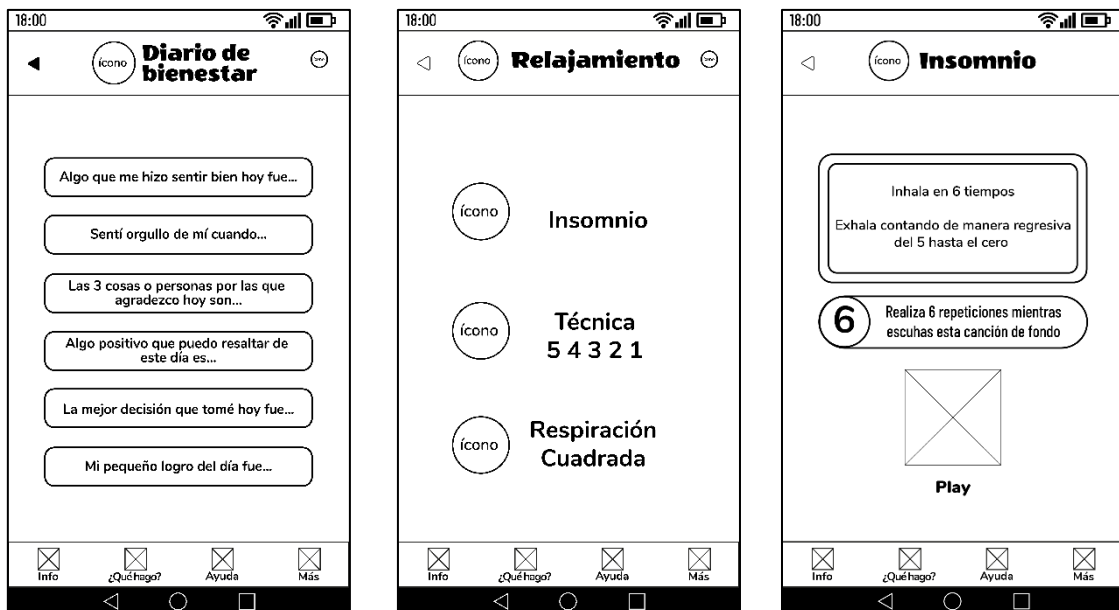 18:00
ícono
Diario de
bienestar
Algo que me hizo sentir bien hoy fue...
Sentí orgullo de mí cuando...
Las 3 cosas o personas por las que
agradezco hoy son...
Algo positivo que puedo resaltar de
este día es...
La mejor decisión que tomé hoy fue...
Mi pequeño logro del día fue...
Info
¿Qué hago?
Ayuda
Más
18:00
ícono
Relajamiento
ícono
Insomnio
ícono
Técnica
5 4 3 2 1
ícono
Respiración
Cuadrada
Info
¿Qué hago?
Ayuda
Más
18:00
ícono
Insomnio
Inhala en 6 tiempos
Exhala contando de manera regresiva
del 5 hasta el cero
6
Realiza 6 repeticiones mientras
escuhas esta canción de fondo
Play
Info
¿Qué hago?
Ayuda
Más